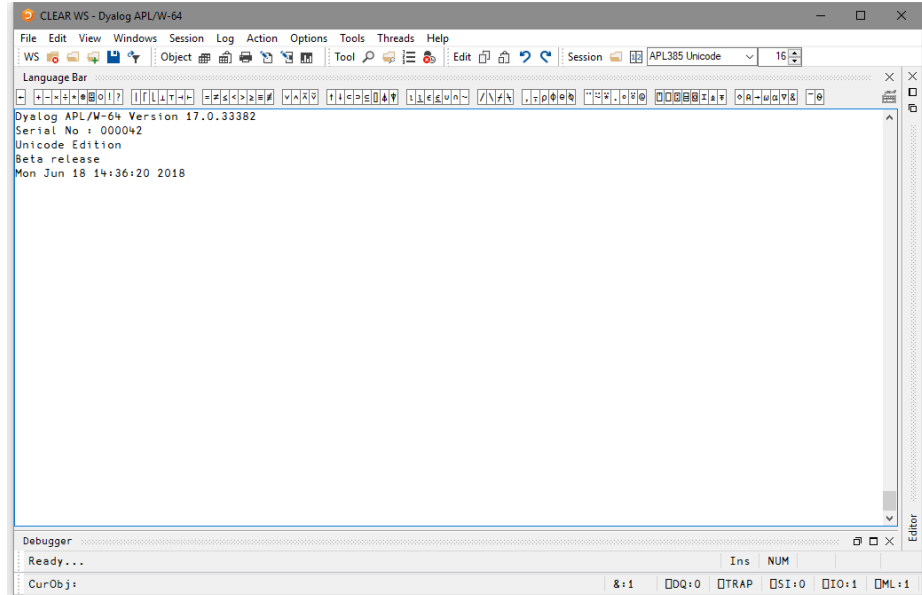 CLEAR WS - Dyalog APL/W-64
File Edit View Windows Session Log Action Options Tools Threads Help
WS Object Tool Edit Session APL385 Unicode 16
Language Bar
← + - × ÷ * ⍟ ⌹ ○ ! ? | ⌈ ⌊ ⊥ ⊤ ⊣ ⊢ = ≠ ≤ < > ≥ ≡ ≢ ∨ ∧ ⍲ ⍱ ↑ ↓ ⊂ ⊃ ⊆ ⌷ ⍋ ⍒ ⍳ ⍸ ∊ ⍷ ∪ ∩ ~ / \ ⌿ ⍀ , ⍪ ⍴ ⌽ ⊖ ⍉ ¨ ⍨ ⍣ . ∘ ⍤ ⍥ @ ⍞ ⎕ ⍠ ⌸ ⌺ ⌶ ⍎ ⍕ ⋄ ⍝ → ⍵ ⍺ ∇ & ¯ ⍬
Dyalog APL/W-64 Version 17.0.33382
Serial No : 000042
Unicode Edition
Beta release
Mon Jun 18 14:36:20 2018
Editor
Debugger
Ready... Ins NUM
CurObj: &:1 ⎕DQ:0 ⎕TRAP ⎕SI:0 ⎕IO:1 ⎕ML:1